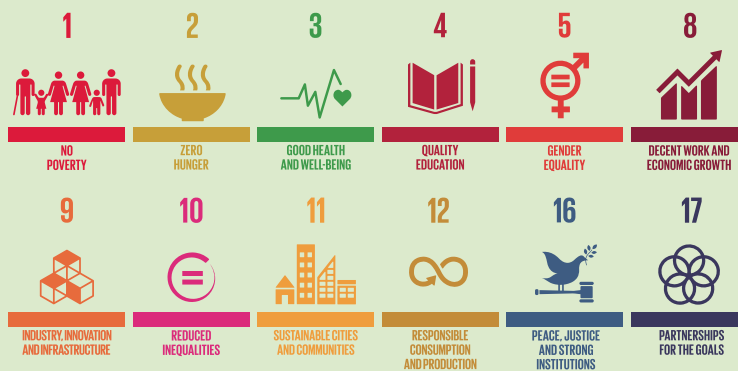 1
2
3
4
5
8
NO
POVERTY
ZERO
HUNGER
GOOD HEALTH
AND WELL-BEING
QUALITY
EDUCATION
GENDER
EQUALITY
DECENT WORK AND
ECONOMIC GROWTH
9
10
11
12
16
17
INDUSTRY, INNOVATION
AND INFRASTRUCTURE
REDUCED
INEQUALITIES
SUSTAINABLE CITIES
AND COMMUNITIES
RESPONSIBLE
CONSUMPTION
AND PRODUCTION
PEACE, JUSTICE
AND STRONG
INSTITUTIONS
PARTNERSHIPS
FOR THE GOALS